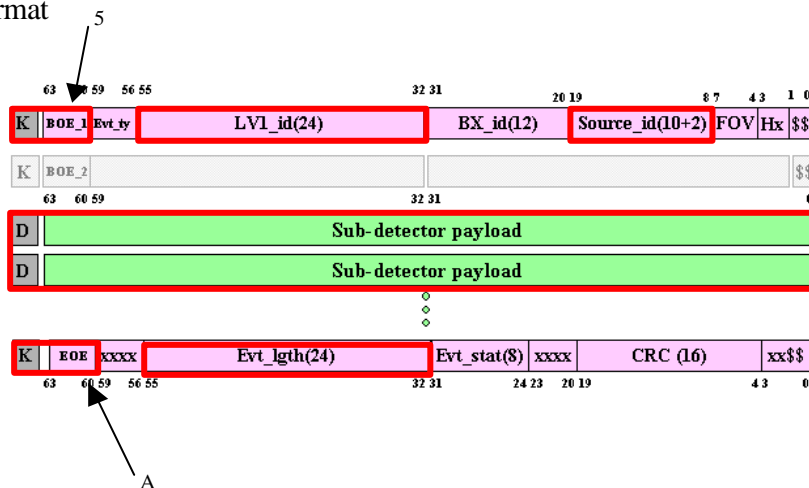 rmat
5
63 60 59 56 55 32 31 20 19 8 7 4 3 1 0
K BOE_1 Evt_ty LV1_id(24) BX_id(12) Source_id(10+2) FOV Hx $$
K BOE_2 $$
63 60 59 32 31 0
D Sub-detector payload
D Sub-detector payload
K EOE xxxx Evt_lgth(24) Evt_stat(8) xxxx CRC (16) xx$$
63 60 59 56 55 32 31 24 23 20 19 4 3 0
A